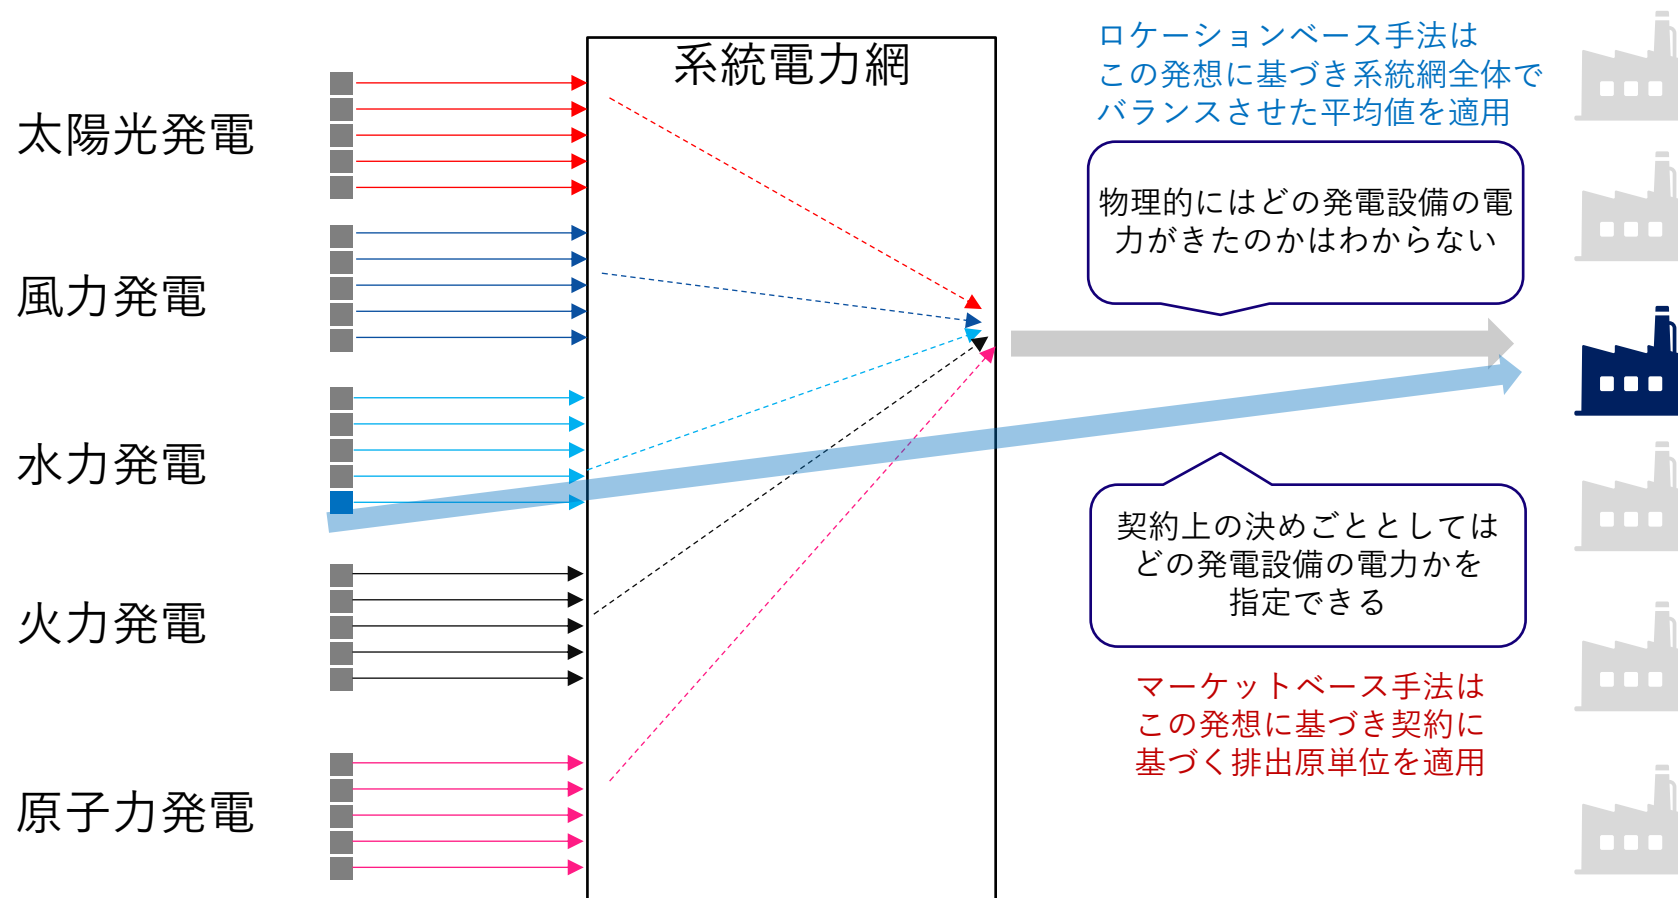 系統電力網
太陽光発電
風力発電
水力発電
火力発電
原子力発電
ロケーションベース手法は
この発想に基づき系統網全体で
バランスさせた平均値を適用
物理的にはどの発電設備の電
力がきたのかはわからない
契約上の決めごととしては
どの発電設備の電力かを
指定できる
マーケットベース手法は
この発想に基づき契約に
基づく排出原単位を適用